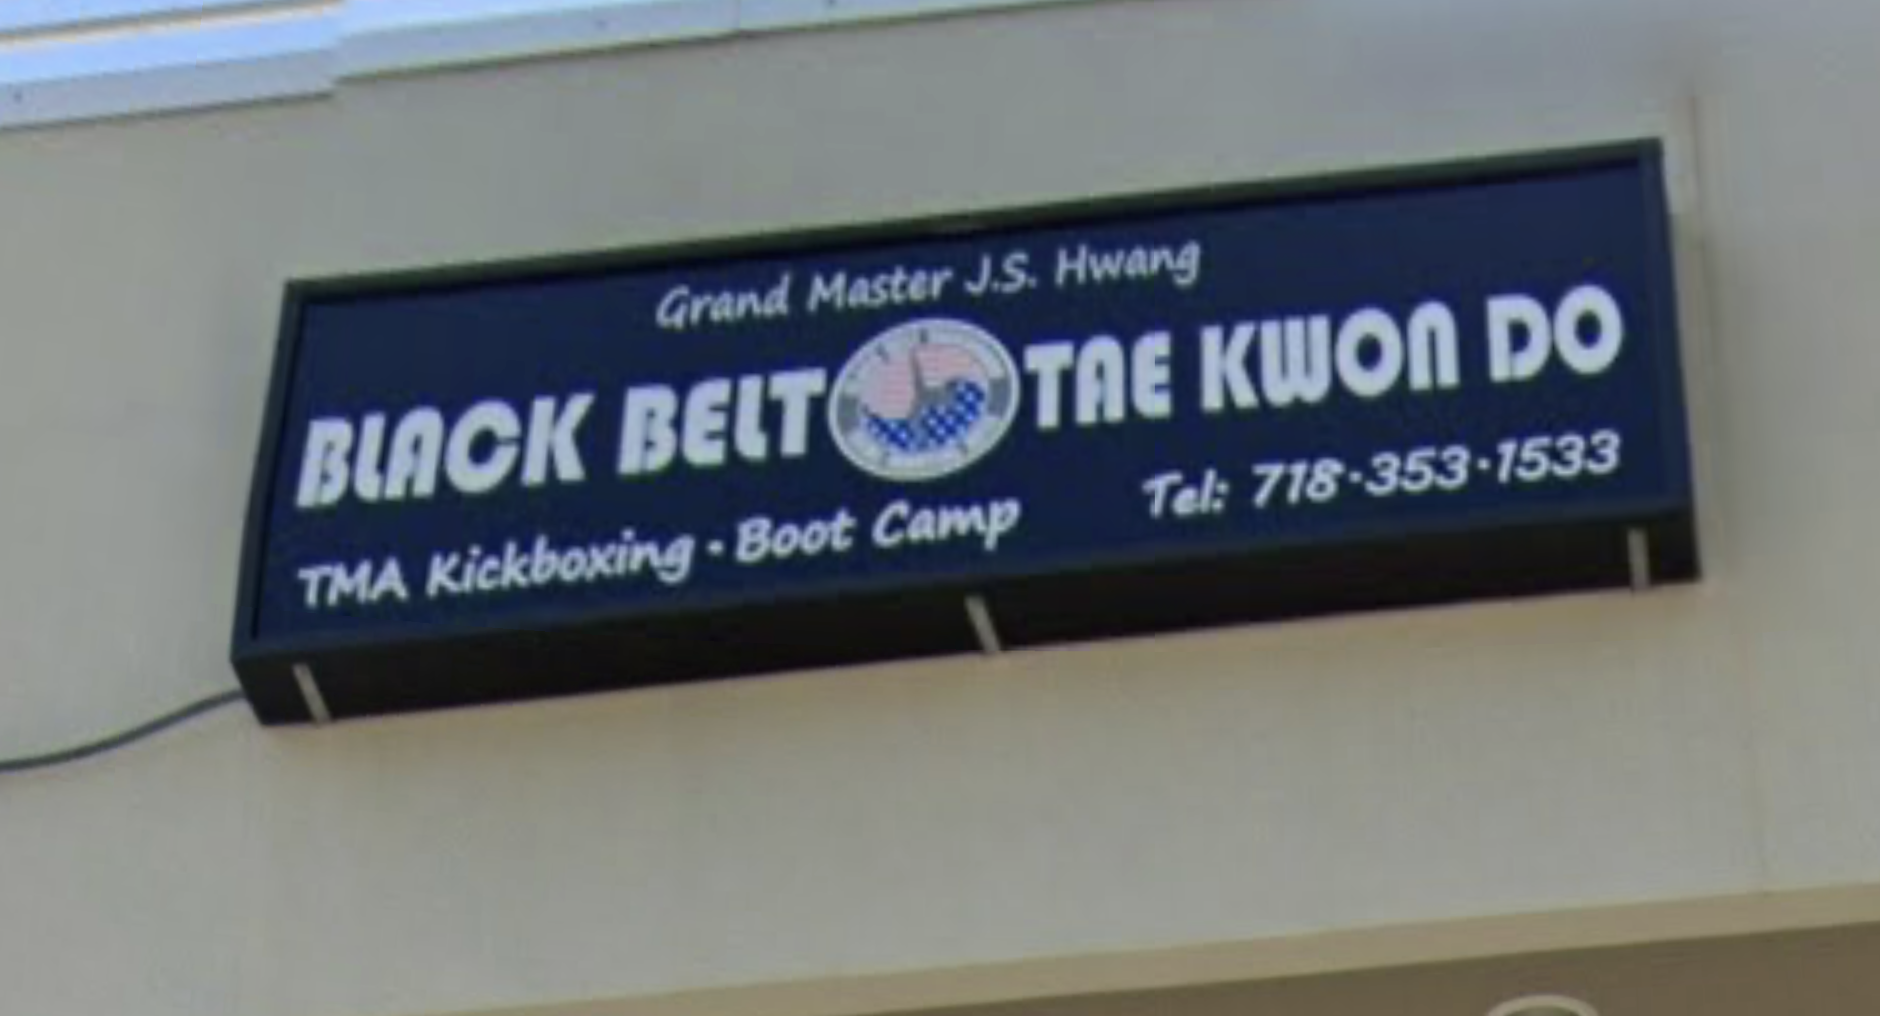 Grand Master J.S. Hwang
BLACK BELT TAE KWON DO
TMA Kickboxing · Boot Camp Tel: 718·353·1533